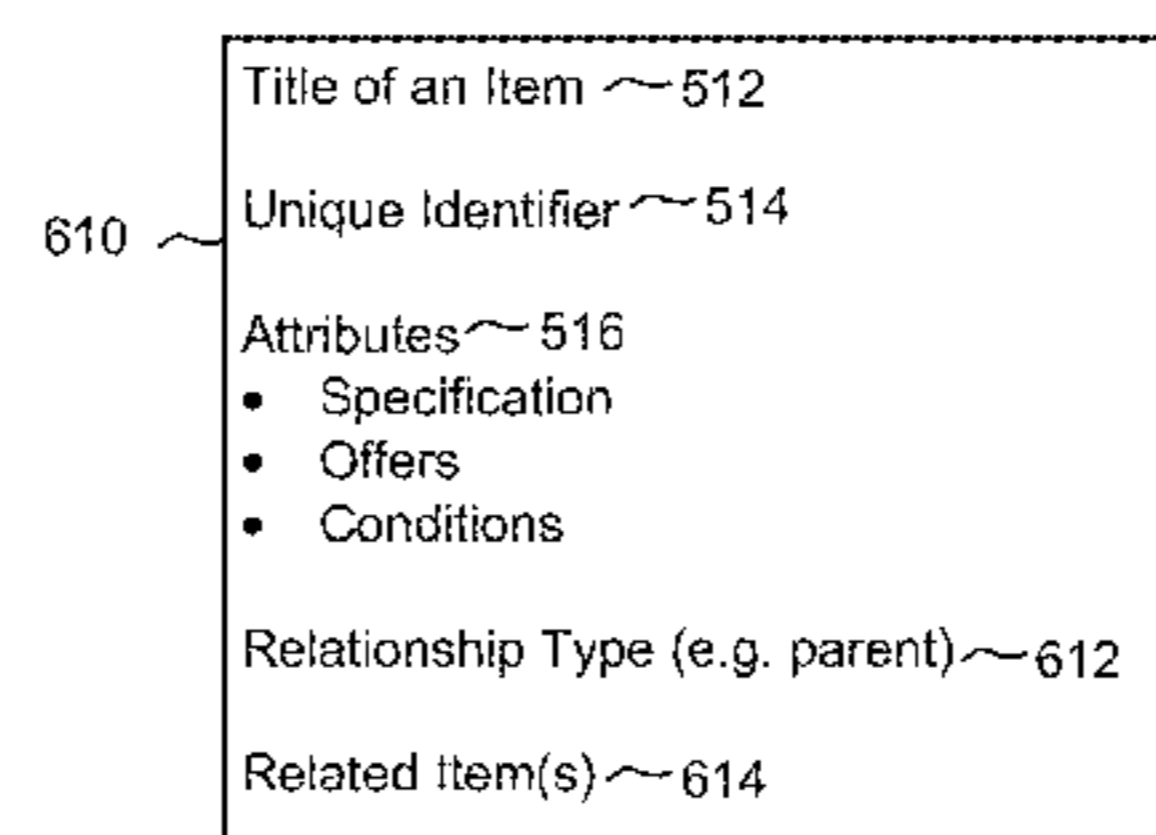 Title of an Item 512
Unique Identifier 514
610
Attributes 516
• Specification
• Offers
• Conditions
Relationship Type (e.g. parent) 612
Related Item(s) 614